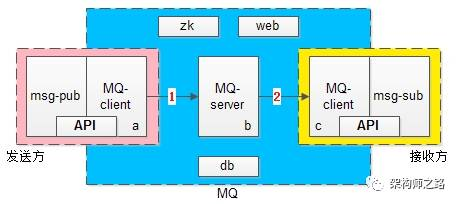 zk
web
msg-pub
MQ-
client
API
a
1
MQ-
server
b
2
MQ-
client
msg-sub
API
c
发送方
接收方
db
MQ
架构师之路